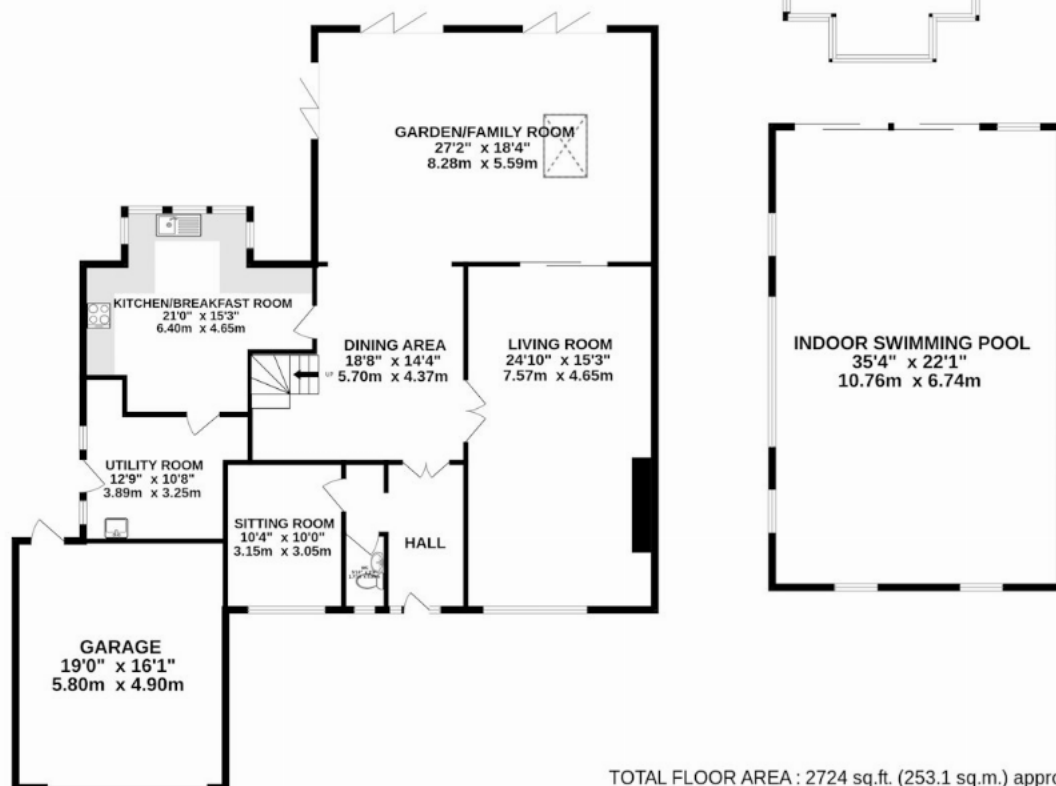 GARDEN/FAMILY ROOM
27'2" x 18'4"
8.28m x 5.59m
KITCHEN/BREAKFAST ROOM
21'0" x 15'3"
6.40m x 4.65m
DINING AREA
18'8" x 14'4"
5.70m x 4.37m
UP
LIVING ROOM
24'10" x 15'3"
7.57m x 4.65m
INDOOR SWIMMING POOL
35'4" x 22'1"
10.76m x 6.74m
UTILITY ROOM
12'9" x 10'8"
3.89m x 3.25m
SITTING ROOM
10'4" x 10'0"
3.15m x 3.05m
HALL
GARAGE
19'0" x 16'1"
5.80m x 4.90m
TOTAL FLOOR AREA : 2724 sq.ft. (253.1 sq.m.) appro